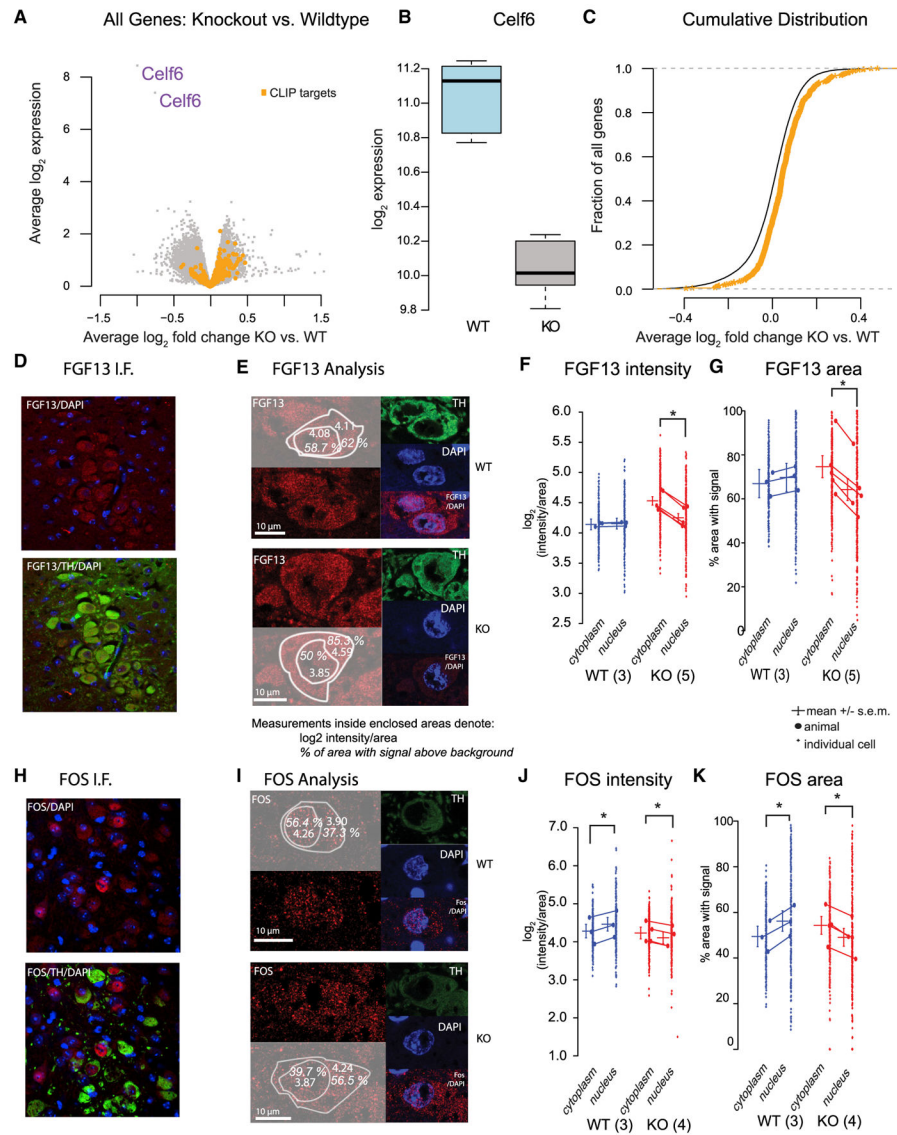 A All Genes: Knockout vs. Wildtype
Average log2 expression
8
6
4
2
0
Celf6
Celf6
CLIP targets
−1.5 −0.5 0.0 0.5 1.0 1.5
Average log2 fold change KO vs. WT
B Celf6
log2 expression
11.2
11.0
10.8
10.6
10.4
10.2
10.0
9.8
WT KO
C Cumulative Distribution
Fraction of all genes
1.0
0.8
0.6
0.4
0.2
0.0
−0.4 0.0 0.4
Average log2 fold change KO vs. WT
D FGF13 I.F.
FGF13/DAPI
FGF13/TH/DAPI
E FGF13 Analysis
FGF13
4.08 4.11
58.7 % 62 %
TH
DAPI
FGF13
/DAPI
10 µm
WT
FGF13
TH
DAPI
FGF13
/DAPI
85.3 %
50 % 4.59
3.85
10 µm
KO
Measurements inside enclosed areas denote:
log2 intensity/area
% of area with signal above background
F FGF13 intensity
log2
(intensity/area)
6.0
5.5
5.0
4.5
4.0
3.5
3.0
2.5
*
cytoplasm nucleus cytoplasm nucleus
WT (3) KO (5)
G FGF13 area
% area with signal
100
80
60
40
20
0
*
cytoplasm nucleus cytoplasm nucleus
WT (3) KO (5)
mean +/- s.e.m.
animal
individual cell
H FOS I.F.
FOS/DAPI
FOS/TH/DAPI
I FOS Analysis
FOS
56.4 % 3.90
4.26 37.3 %
TH
DAPI
Fos
/DAPI
10 µm
WT
FOS
TH
DAPI
Fos
/DAPI
39.7 % 4.24
3.87 56.5 %
10 µm
KO
J FOS intensity
log2
(intensity/area)
7.0
6.0
5.0
4.0
3.0
2.0
1.0
* *
cytoplasm nucleus cytoplasm nucleus
WT (3) KO (4)
K FOS area
% area with signal
100
80
60
40
20
0
* *
cytoplasm nucleus cytoplasm nucleus
WT (3) KO (4)